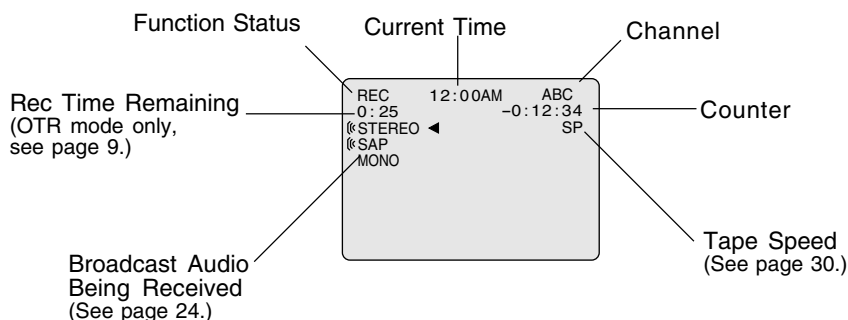 Function Status
Current Time
Channel
Rec Time Remaining
(OTR mode only,
see page 9.)
REC 12:00AM ABC
0:25 -0:12:34
STEREO ◄ SP
SAP
MONO
Counter
Broadcast Audio
Being Received
(See page 24.)
Tape Speed
(See page 30.)